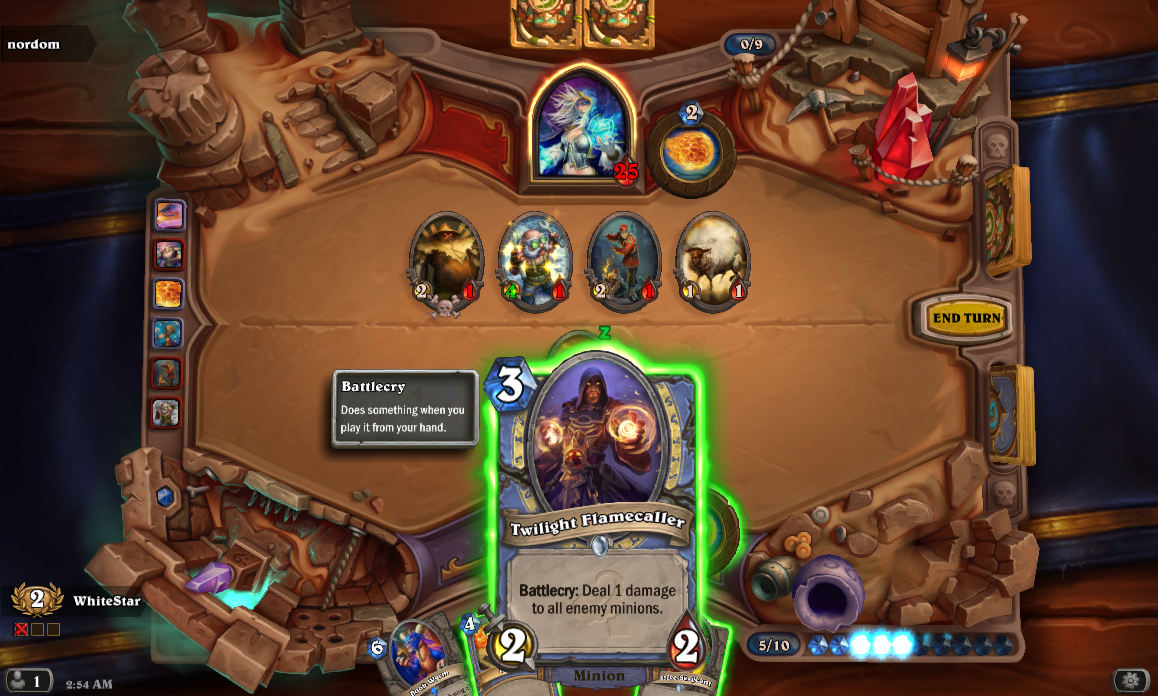 nordom
0/9
2
25
2
1
4
1
2
1
1
1
END TURN
z
3
Battlecry
Does something when you
play it from your hand.
Twilight Flamecaller
Battlecry: Deal 1 damage
to all enemy minions.
2
2
Minion
6
4
2
WhiteStar
5/10
1
2:54 AM